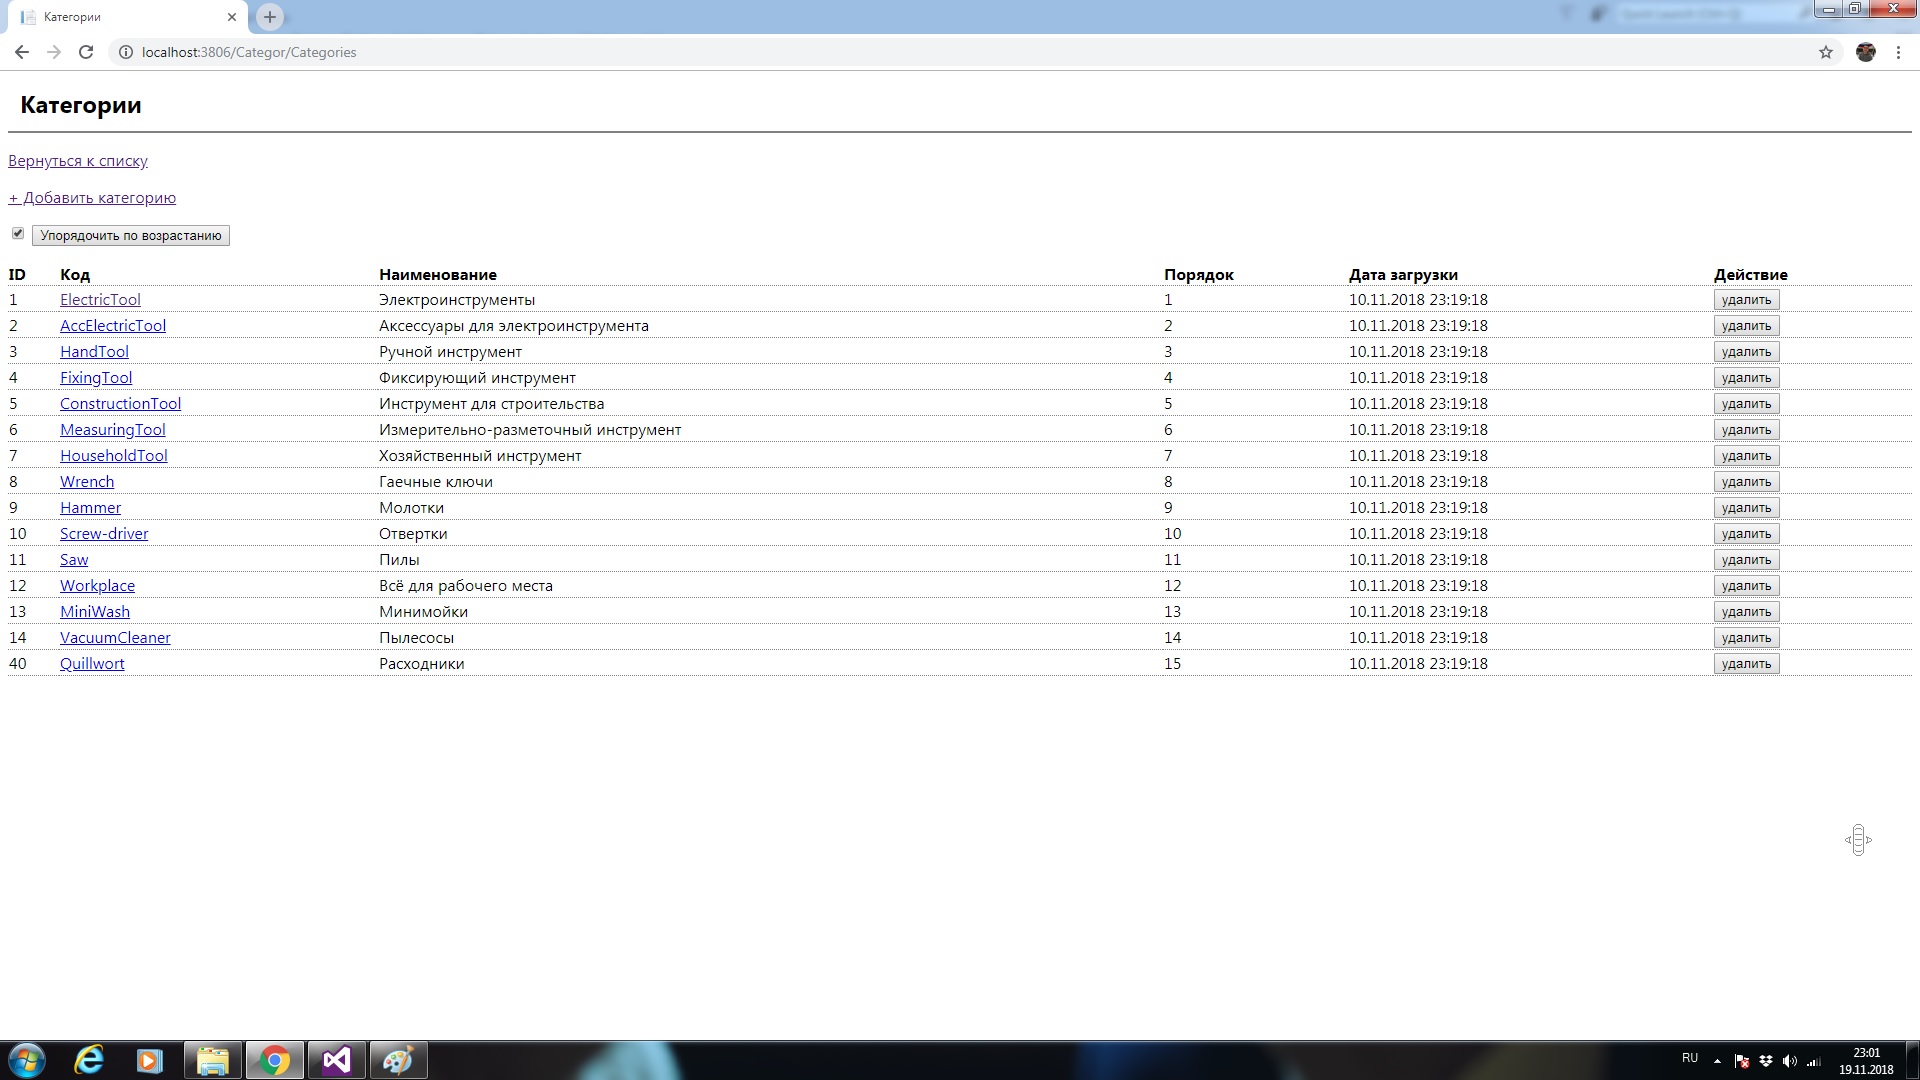 Категории
localhost:3806/Categor/Categories
Категории
Вернуться к списку
+ Добавить категорию
Упорядочить по возрастанию
ID Код Наименование Порядок Дата загрузки Действие
1 ElectricTool Электроинструменты 1 10.11.2018 23:19:18 удалить
2 AccElectricTool Аксессуары для электроинструмента 2 10.11.2018 23:19:18 удалить
3 HandTool Ручной инструмент 3 10.11.2018 23:19:18 удалить
4 FixingTool Фиксирующий инструмент 4 10.11.2018 23:19:18 удалить
5 ConstructionTool Инструмент для строительства 5 10.11.2018 23:19:18 удалить
6 MeasuringTool Измерительно-разметочный инструмент 6 10.11.2018 23:19:18 удалить
7 HouseholdTool Хозяйственный инструмент 7 10.11.2018 23:19:18 удалить
8 Wrench Гаечные ключи 8 10.11.2018 23:19:18 удалить
9 Hammer Молотки 9 10.11.2018 23:19:18 удалить
10 Screw-driver Отвертки 10 10.11.2018 23:19:18 удалить
11 Saw Пилы 11 10.11.2018 23:19:18 удалить
12 Workplace Всё для рабочего места 12 10.11.2018 23:19:18 удалить
13 MiniWash Минимойки 13 10.11.2018 23:19:18 удалить
14 VacuumCleaner Пылесосы 14 10.11.2018 23:19:18 удалить
40 Quillwort Расходники 15 10.11.2018 23:19:18 удалить
RU
23:01
19.11.2018